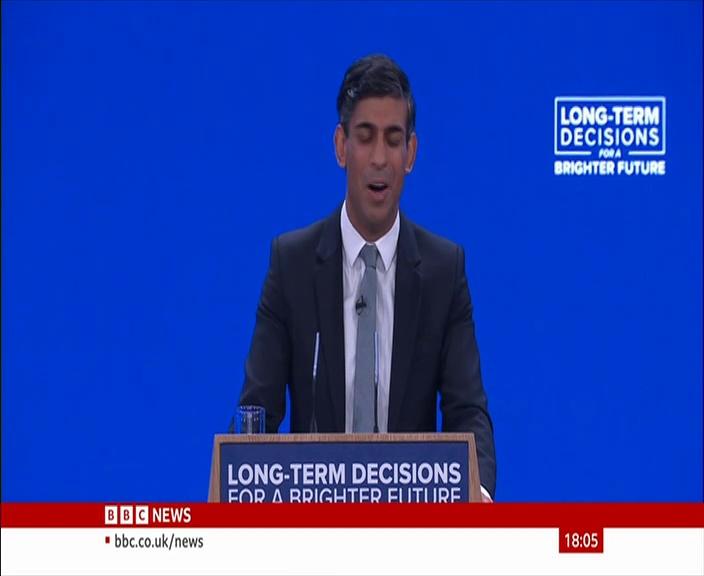 LONG-TERM
DECISIONS
FOR A
BRIGHTER FUTURE
LONG-TERM DECISIONS
FOR A BRIGHTER FUTURE
BBC NEWS
bbc.co.uk/news
18:05